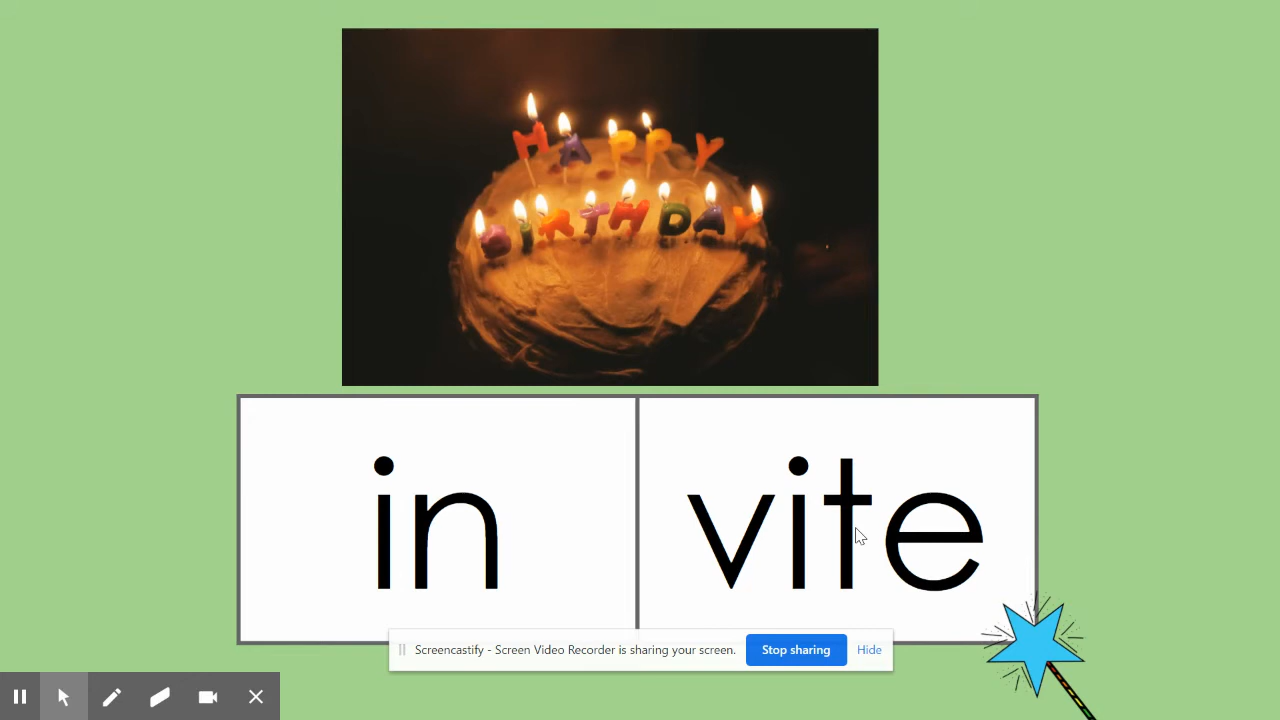 HAPPY
BIRTHDAY
in vite
Screencastify - Screen Video Recorder is sharing your screen. Stop sharing Hide